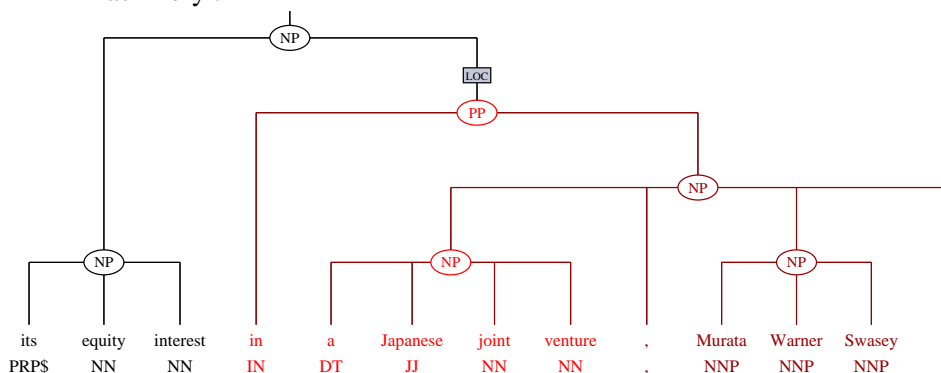 NP
LOC
PP
NP
NP NP NP
its equity interest in a Japanese joint venture , Murata Warner Swasey
PRP$ NN NN IN DT JJ NN NN , NNP NNP NNP